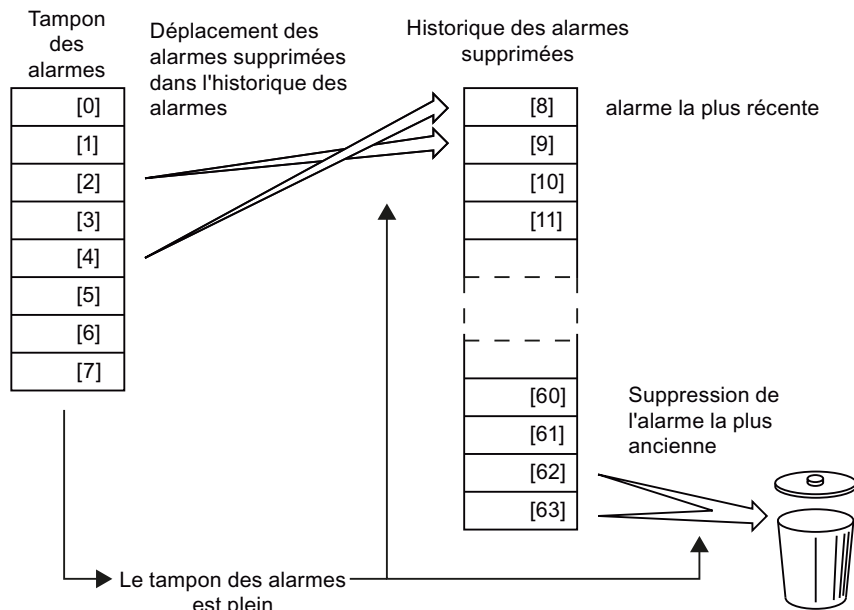 Tampon
des
alarmes
Déplacement des
alarmes supprimées
dans l'historique des
alarmes
Historique des alarmes
supprimées
[0]
[1]
[2]
[3]
[4]
[5]
[6]
[7]
[8]
[9]
[10]
[11]
[60]
[61]
[62]
[63]
alarme la plus récente
Suppression de
l'alarme la plus
ancienne
Le tampon des alarmes
est plein